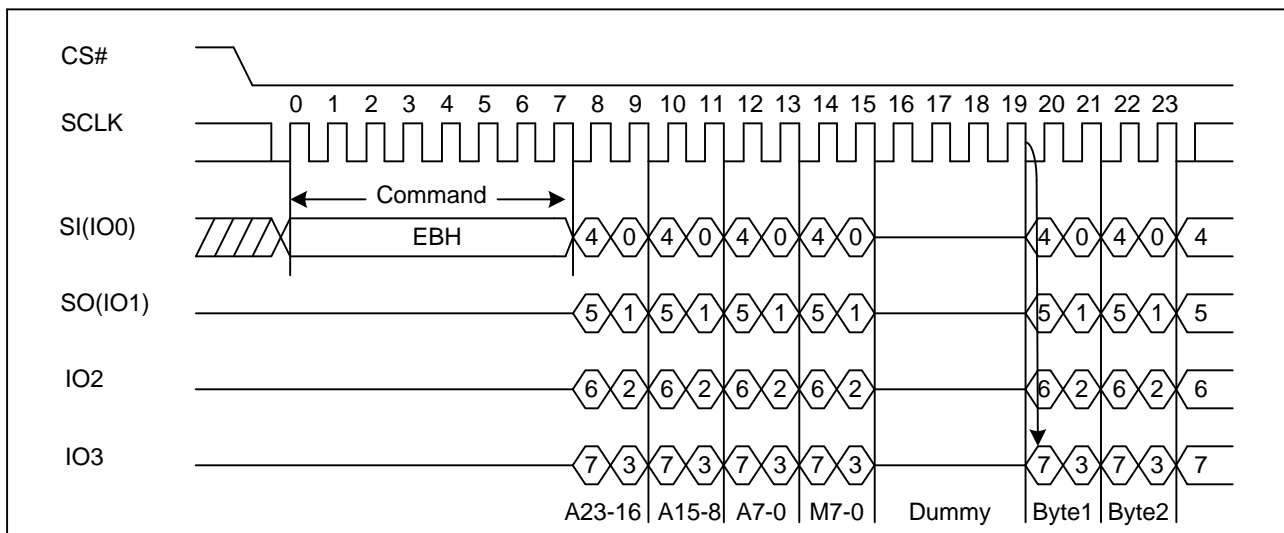 CS#
0 1 2 3 4 5 6 7 8 9 10 11 12 13 14 15 16 17 18 19 20 21 22 23
SCLK
Command
SI(IO0) EBH 4 0 4 0 4 0 4 0 4 0 4 0 4
SO(IO1) 5 1 5 1 5 1 5 1 5 1 5 1 5
IO2 6 2 6 2 6 2 6 2 6 2 6 2 6
IO3 7 3 7 3 7 3 7 3 7 3 7 3 7
A23-16 A15-8 A7-0 M7-0 Dummy Byte1 Byte2